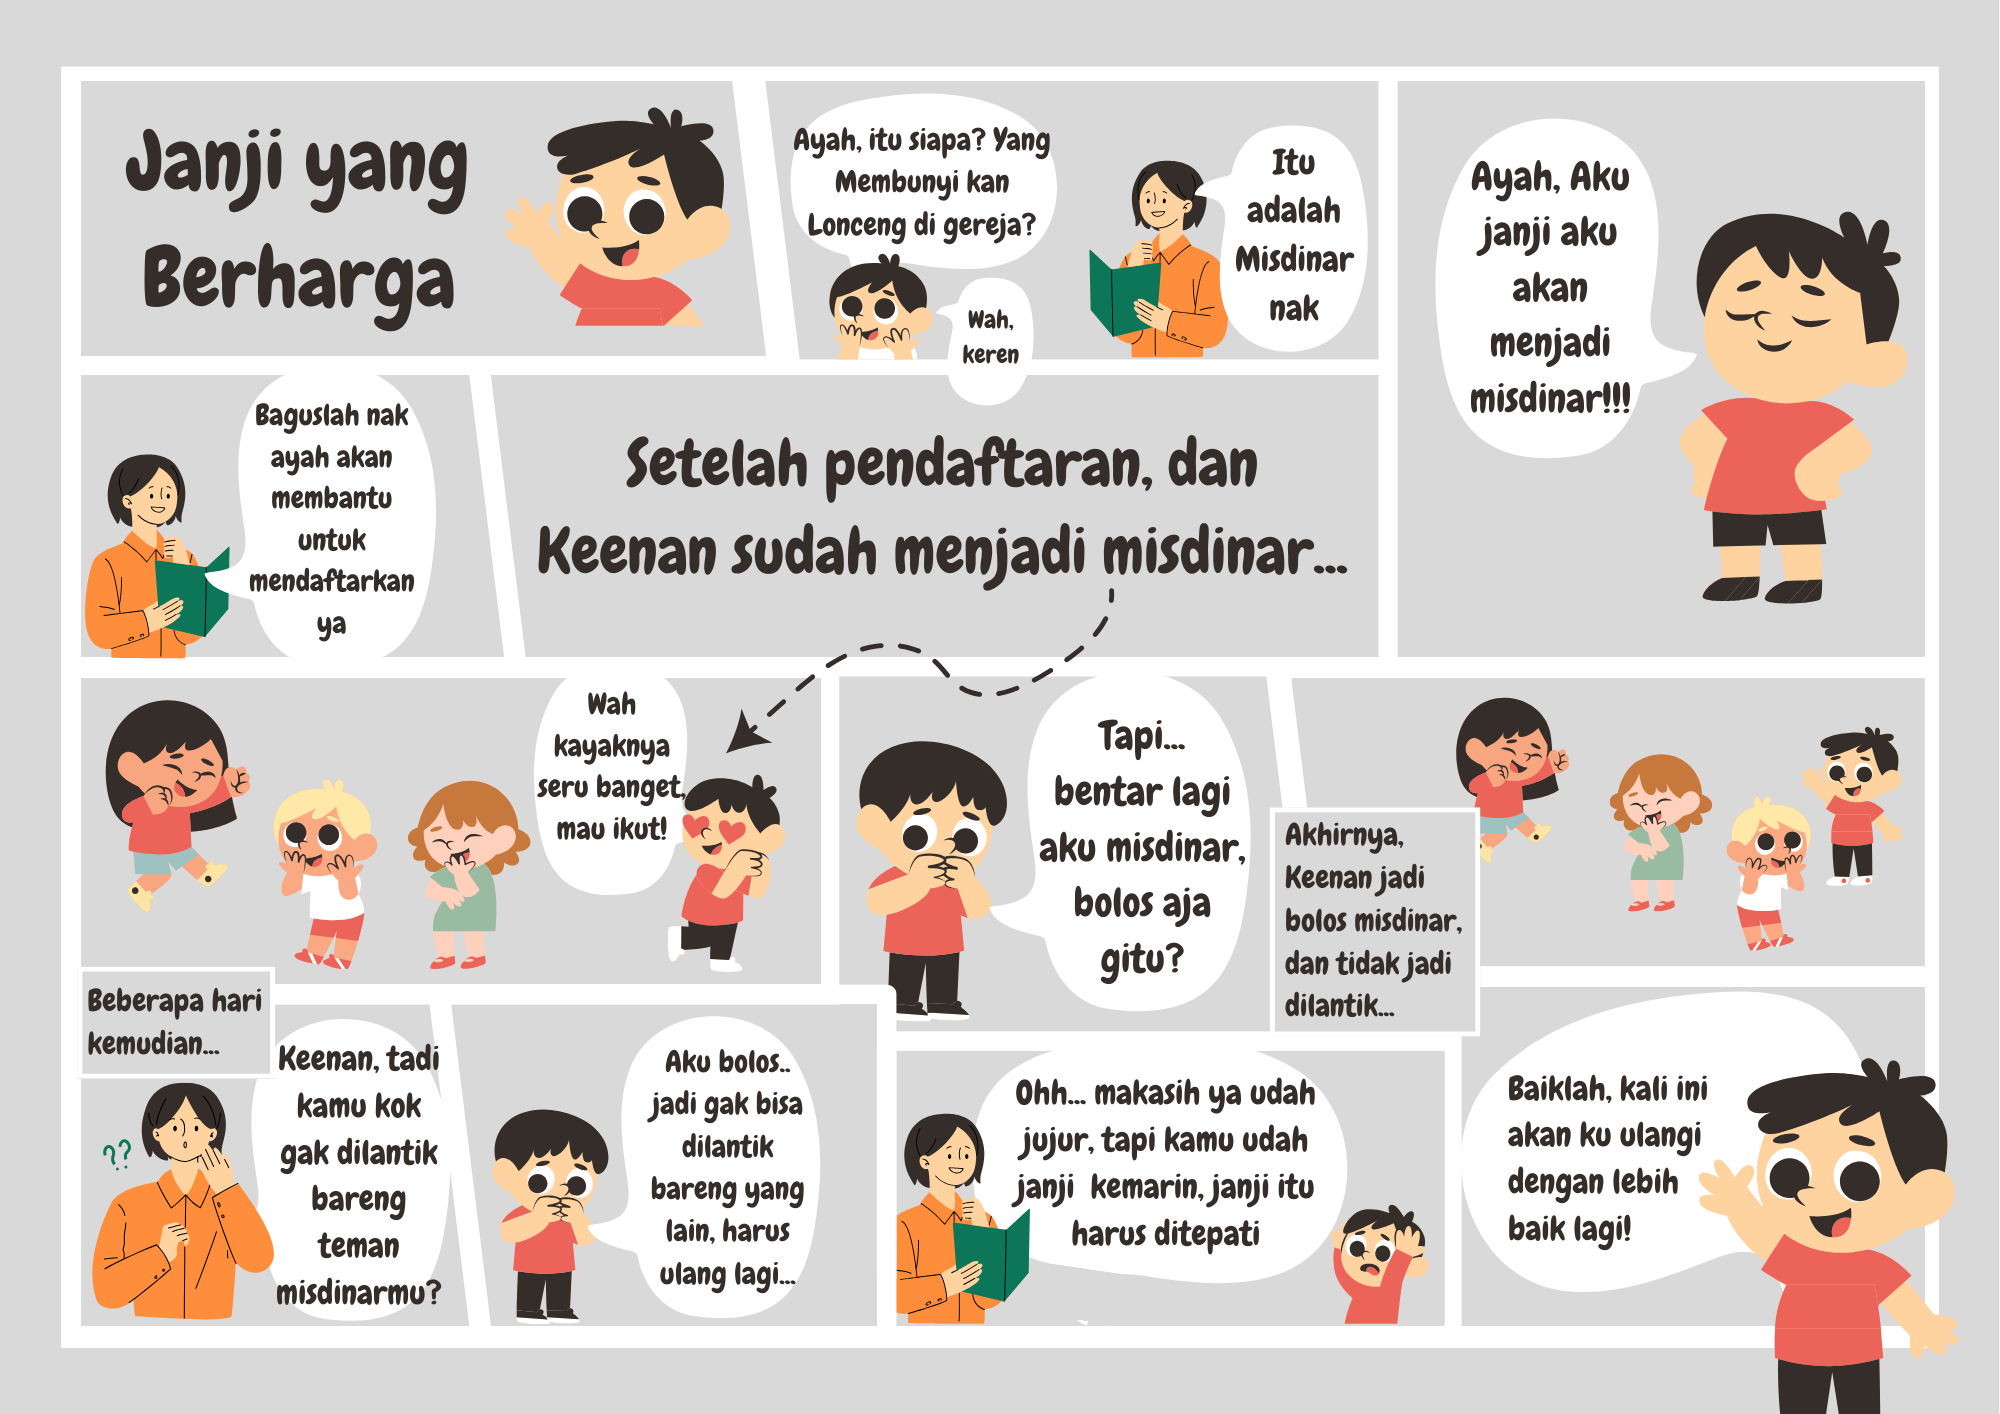 Janji yang
Berharga
Ayah, itu siapa? Yang
Membunyi kan
Lonceng di gereja?
Wah,
keren
Itu
adalah
Misdinar
nak
Ayah, Aku
janji aku
akan
menjadi
misdinar!!!
Baguslah nak
ayah akan
membantu
untuk
mendaftarkan
ya
Setelah pendaftaran, dan
Keenan sudah menjadi misdinar...
Wah
kayaknya
seru banget,
mau ikut!
Tapi...
bentar lagi
aku misdinar,
bolos aja
gitu?
Akhirnya,
Keenan jadi
bolos misdinar,
dan tidak jadi
dilantik...
Beberapa hari
kemudian...
Keenan, tadi
kamu kok
gak dilantik
bareng
teman
misdinarmu?
??
Aku bolos..
jadi gak bisa
dilantik
bareng yang
lain, harus
ulang lagi...
Ohh... makasih ya udah
jujur, tapi kamu udah
janji kemarin, janji itu
harus ditepati
Baiklah, kali ini
akan ku ulangi
dengan lebih
baik lagi!